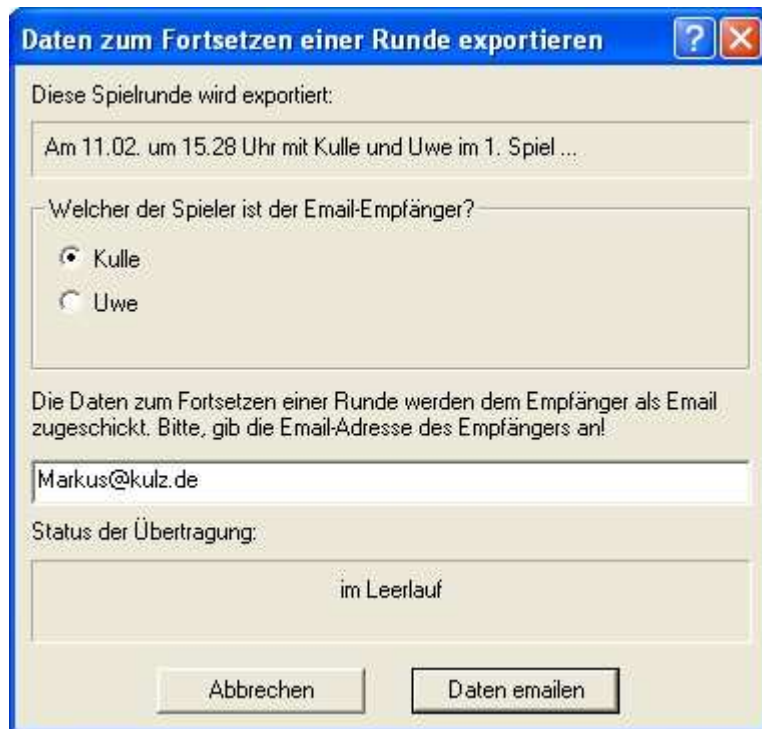 Daten zum Fortsetzen einer Runde exportieren
Diese Spielrunde wird exportiert:
Am 11.02. um 15.28 Uhr mit Kulle und Uwe im 1. Spiel ...
Welcher der Spieler ist der Email-Empfänger?
Kulle
Uwe
Die Daten zum Fortsetzen einer Runde werden dem Empfänger als Email
zugeschickt. Bitte, gib die Email-Adresse des Empfängers an!
Markus@kulz.de
Status der Übertragung:
im Leerlauf
Abbrechen
Daten emailen